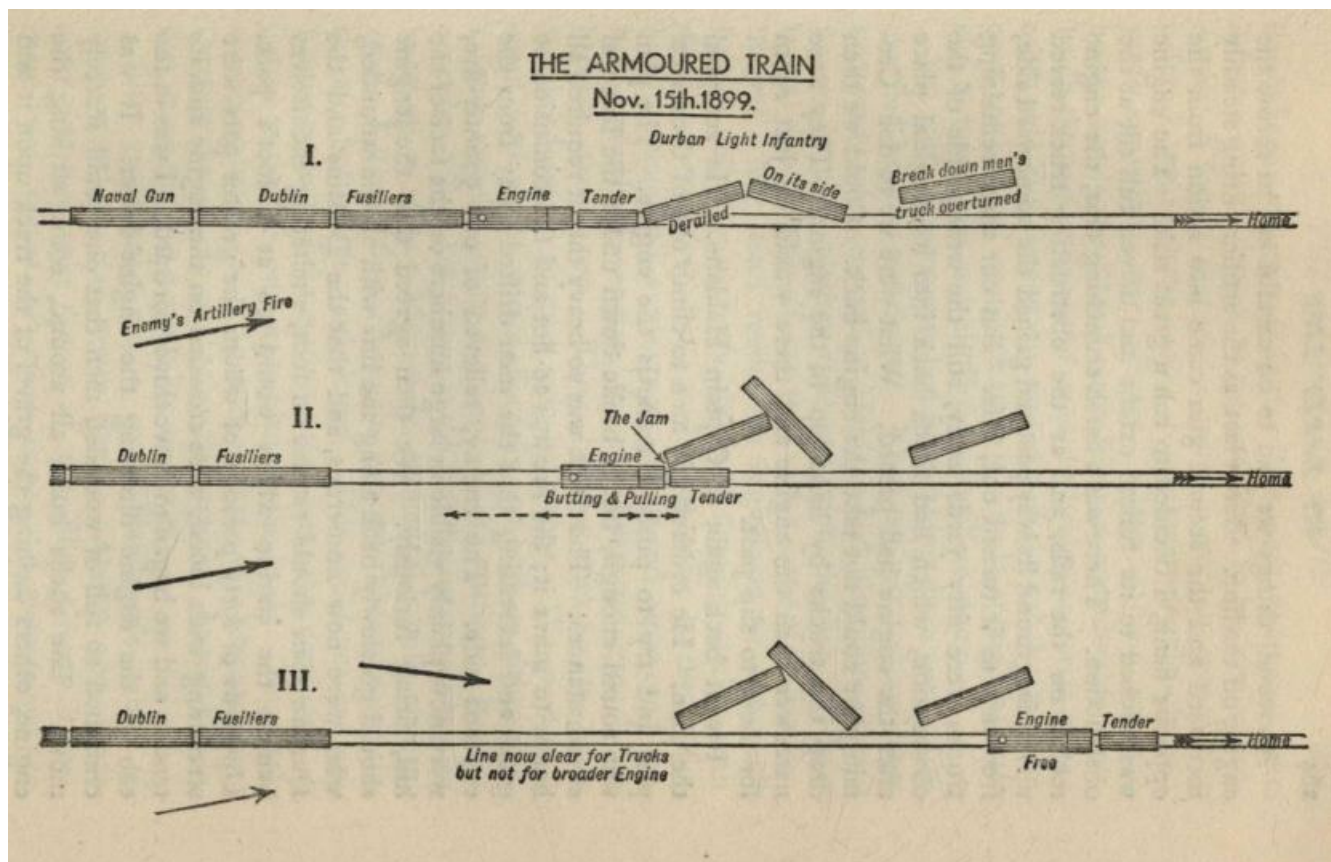 THE ARMOURED TRAIN
Nov. 15th.1899.
Durban Light Infantry
I.
Naval Gun
Dublin
Fusiliers
Engine
Tender
Derailed
On its side
Break down men's
truck overturned
Home
Enemy's Artillery Fire
II.
The Jam
Dublin
Fusiliers
Engine
Butting & Pulling
Tender
Home
III.
Dublin
Fusiliers
Line now clear for Trucks
but not for broader Engine
Engine
Free
Tender
Home